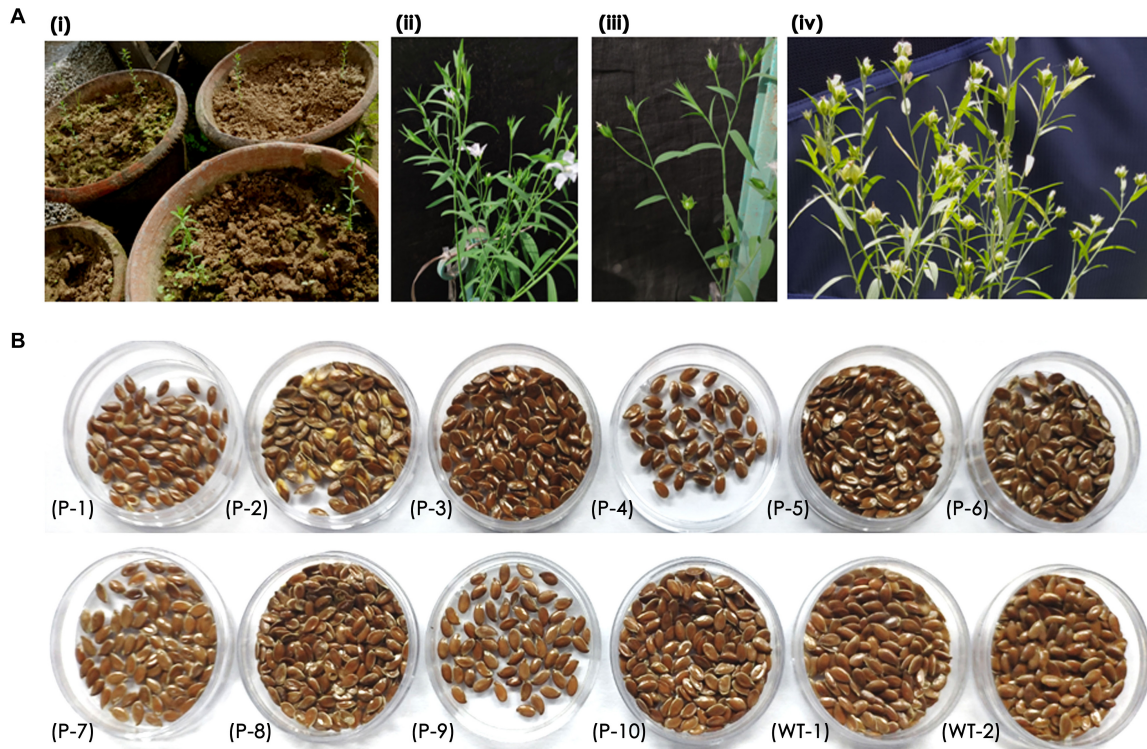 A
(i) (ii) (iii) (iv)
B
(P-1) (P-2) (P-3) (P-4) (P-5) (P-6)
(P-7) (P-8) (P-9) (P-10) (WT-1) (WT-2)